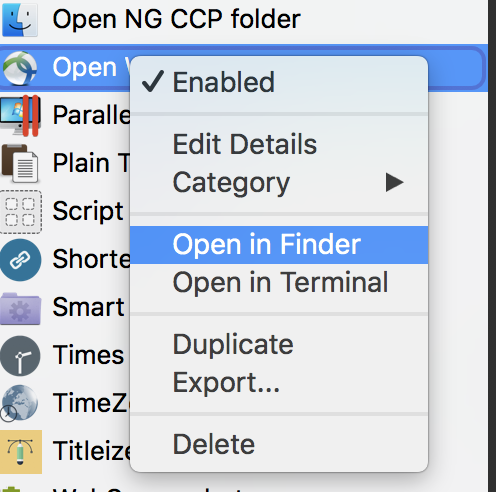 Open NG CCP folder
Open
Paralle
Plain T
Script
Shorte
Smart
Times
TimeZ
Titleize
✓ Enabled
Edit Details
Category ▶
Open in Finder
Open in Terminal
Duplicate
Export...
Delete